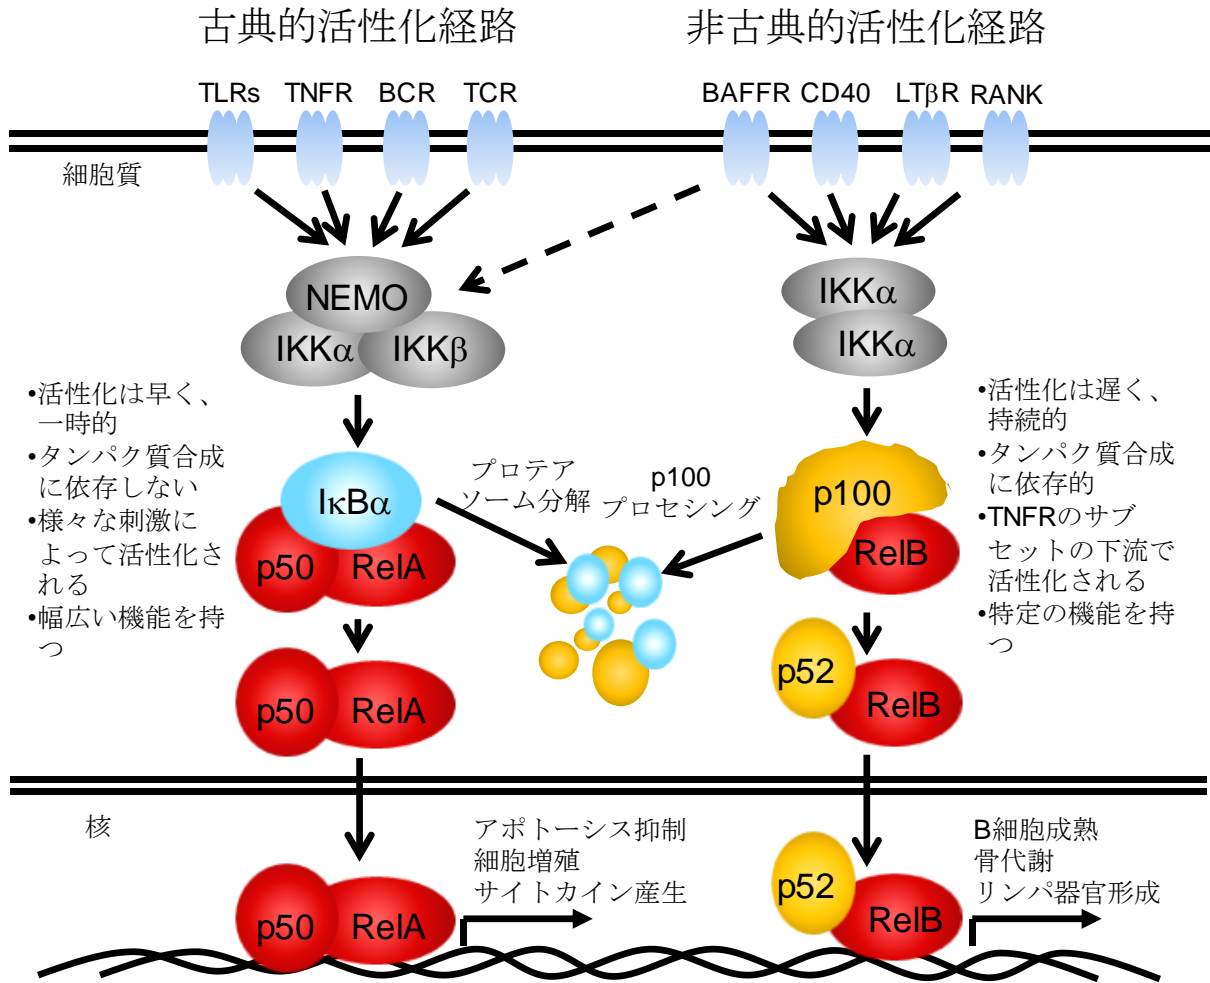 古典的活性化経路
非古典的活性化経路
TLRs
TNFR
BCR
TCR
BAFFR
CD40
LTβR
RANK
細胞質
NEMO
IKKα
IKKβ
IKKα
IKKα
•活性化は早く、
一時的
•タンパク質合成
に依存しない
•様々な刺激に
よって活性化さ
れる
•幅広い機能を持
つ
IκBα
p50
RelA
プロテア
ソーム分解
p100
プロセシング
p100
RelB
•活性化は遅く、
持続的
•タンパク質合成
に依存的
•TNFRのサブ
セットの下流で
活性化される
•特定の機能を持
つ
p50
RelA
p52
RelB
核
アポトーシス抑制
細胞増殖
サイトカイン産生
B細胞成熟
骨代謝
リンパ器官形成
p50
RelA
p52
RelB